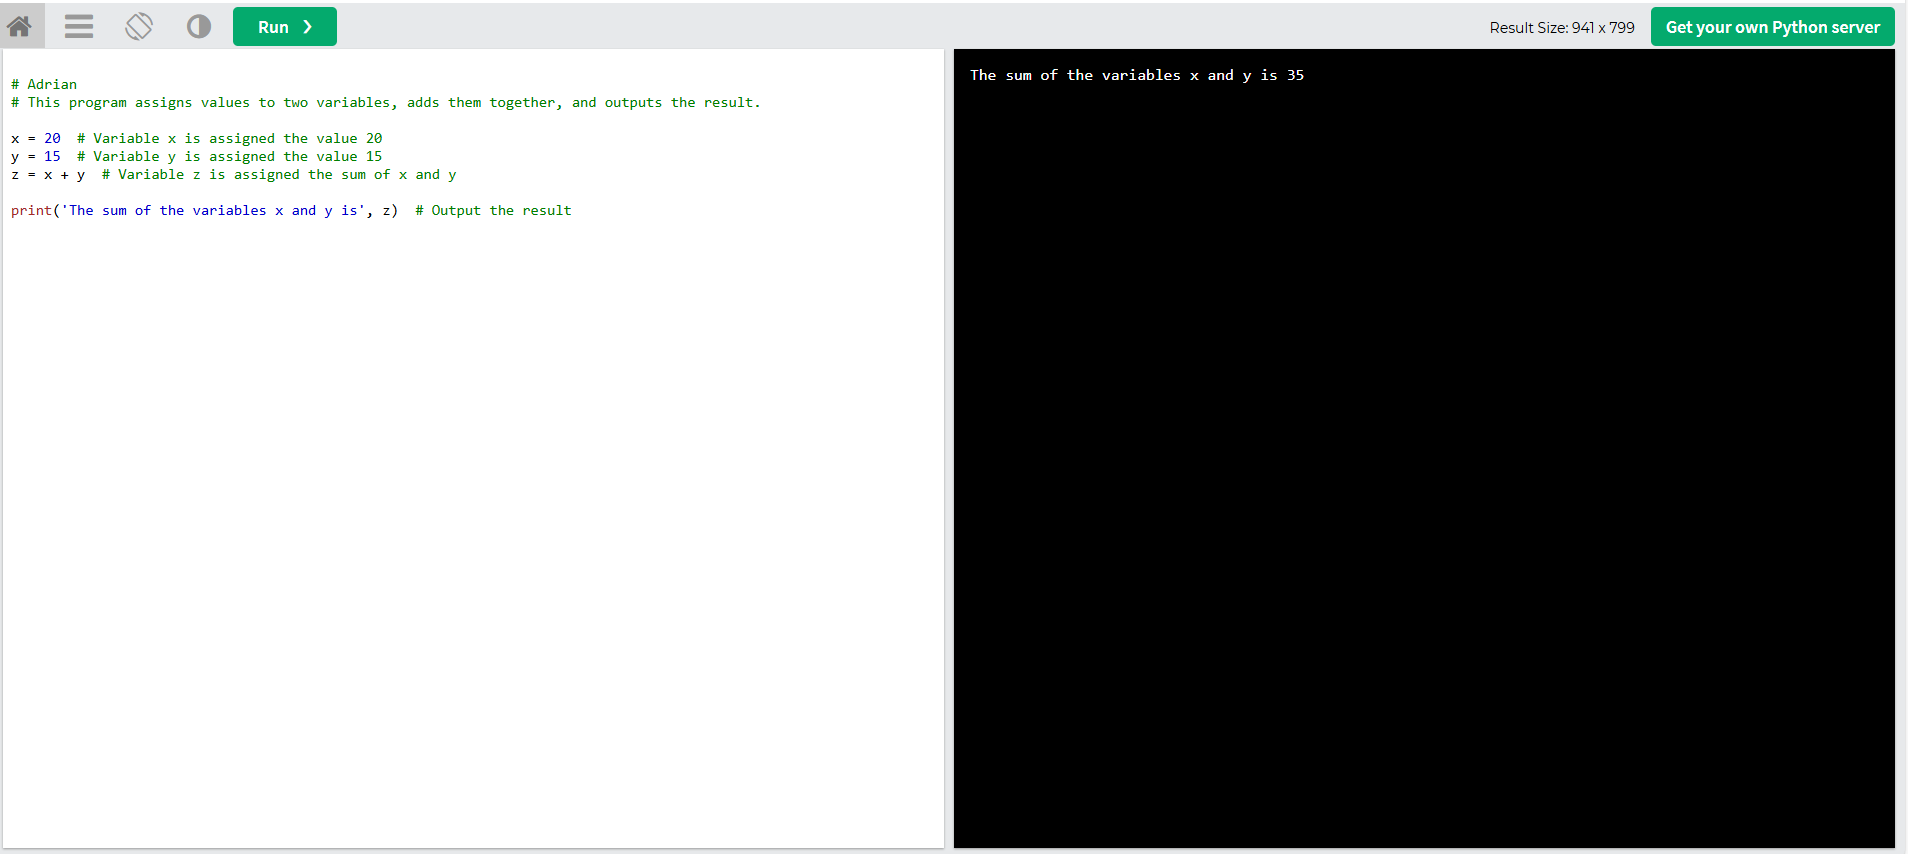 Run ❯
Result Size: 941 x 799
Get your own Python server
# Adrian
# This program assigns values to two variables, adds them together, and outputs the result.
x = 20  # Variable x is assigned the value 20
y = 15  # Variable y is assigned the value 15
z = x + y  # Variable z is assigned the sum of x and y
print('The sum of the variables x and y is', z)  # Output the result
The sum of the variables x and y is 35